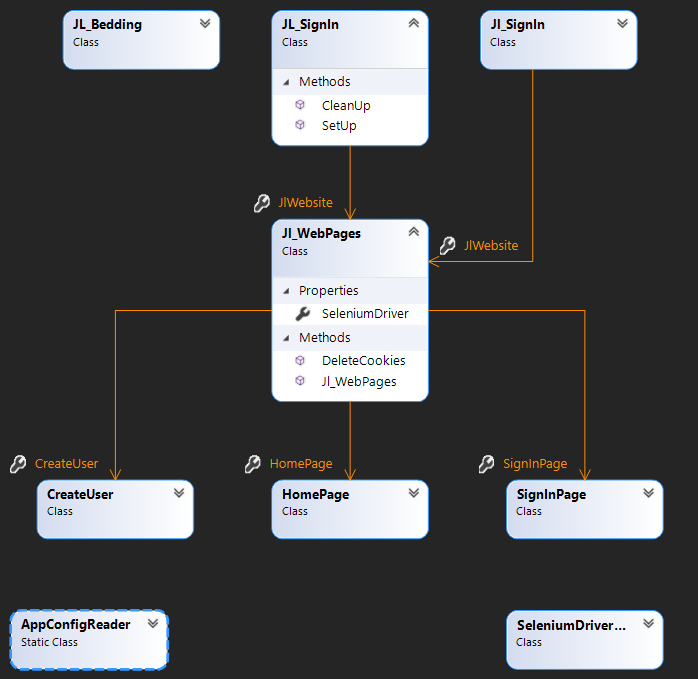 JL_Bedding
Class
JL_SignIn
Class
Methods
CleanUp
SetUp
Jl_SignIn
Class
JlWebsite
JlWebsite
Jl_WebPages
Class
Properties
SeleniumDriver
Methods
DeleteCookies
Jl_WebPages
CreateUser
HomePage
SignInPage
CreateUser
Class
HomePage
Class
SignInPage
Class
AppConfigReader
Static Class
SeleniumDriver...
Class